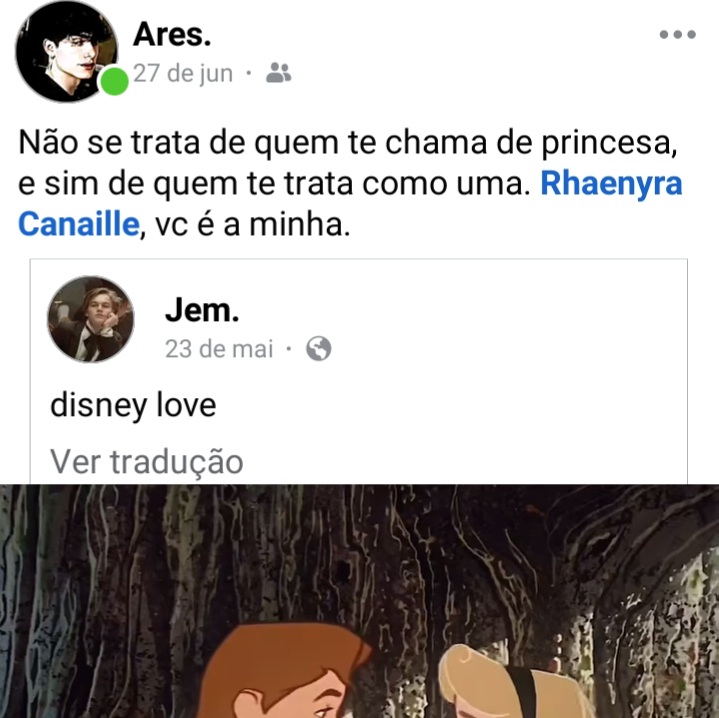 Ares.
27 de jun ·
Não se trata de quem te chama de princesa,
e sim de quem te trata como uma. Rhaenyra
Canaille, vc é a minha.
Jem.
23 de mai ·
disney love
Ver tradução